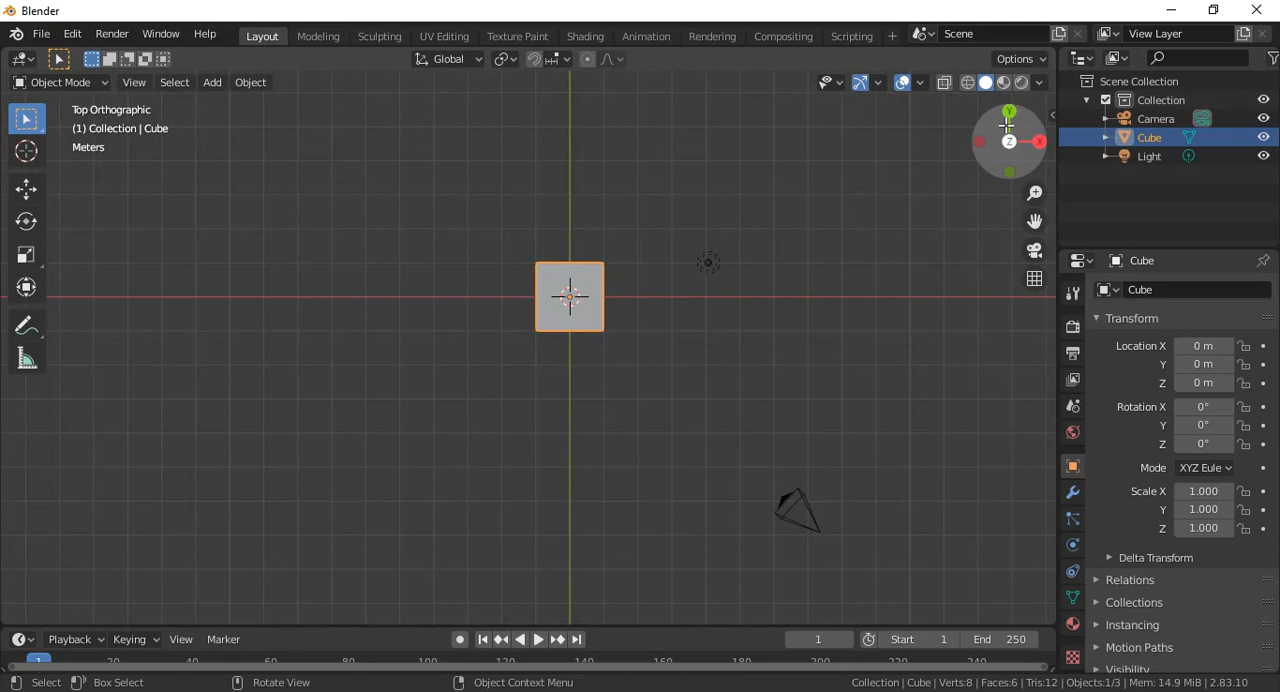 Blender
File Edit Render Window Help Layout Modeling Sculpting UV Editing Texture Paint Shading Animation Rendering Compositing Scripting + Scene View Layer
Global Options
Object Mode View Select Add Object
Top Orthographic
(1) Collection | Cube
Meters
Y
X
Z
Scene Collection
Collection
Camera
Cube
Light
Cube
Cube
Transform
Location X 0 m
Y 0 m
Z 0 m
Rotation X 0°
Y 0°
Z 0°
Mode XYZ Eule
Scale X 1.000
Y 1.000
Z 1.000
Delta Transform
Relations
Collections
Instancing
Motion Paths
Visibility
Playback Keying View Marker 1 Start 1 End 250
1 20 40 60 80 100 120 140 160 180 200 220 240
Select Box Select Rotate View Object Context Menu Collection | Cube | Verts:8 | Faces:6 | Tris:12 | Objects:1/3 | Mem: 14.9 MiB | 2.83.10